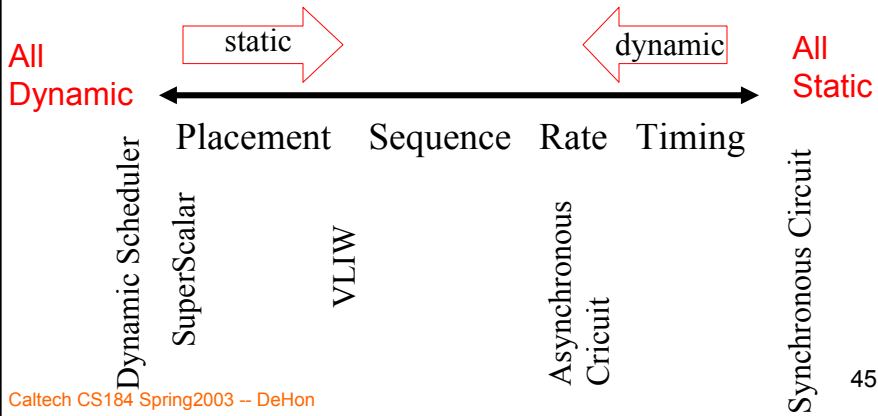 static
dynamic
All
Dynamic
All
Static
Placement Sequence Rate Timing
Dynamic Scheduler
SuperScalar
VLIW
Asynchronous
Cricuit
Synchronous Circuit
Caltech CS184 Spring2003 -- DeHon
45